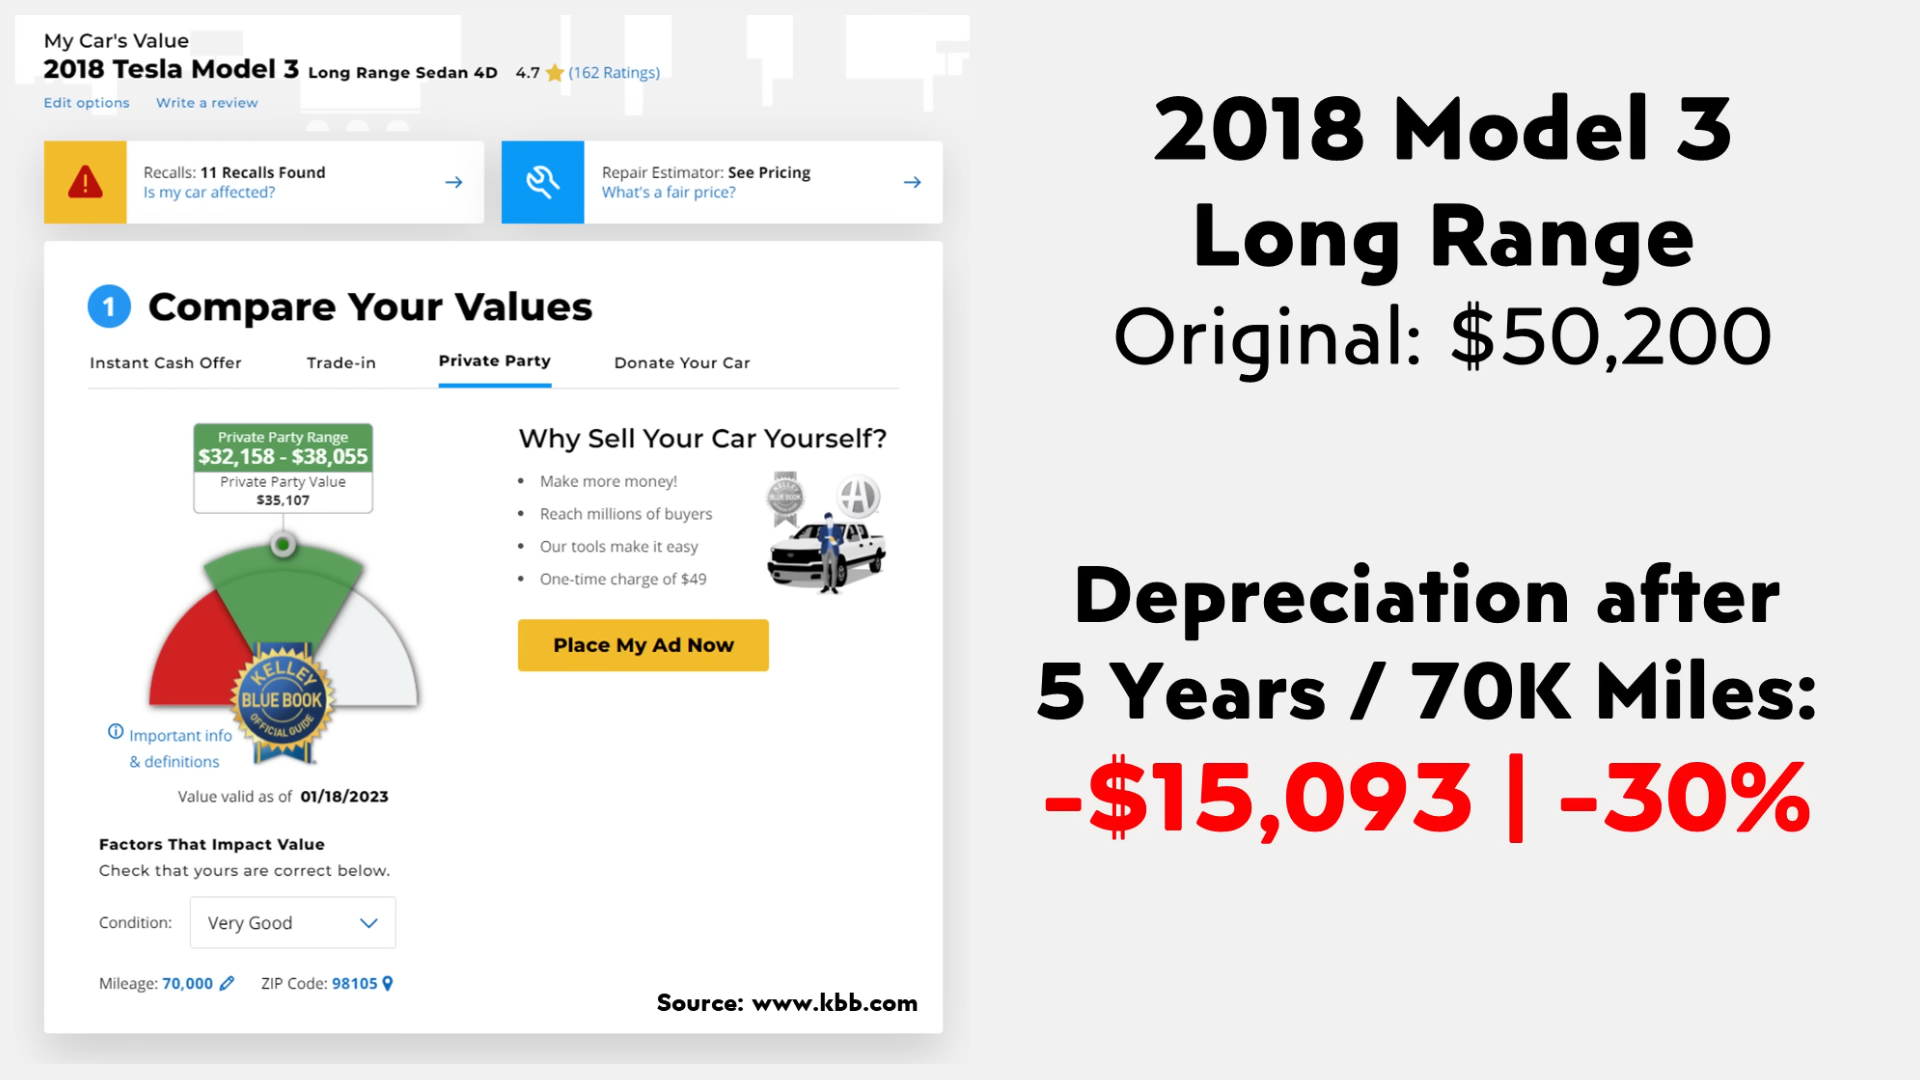 My Car's Value
2018 Tesla Model 3 Long Range Sedan 4D 4.7 (162 Ratings)
Edit options Write a review
Recalls: 11 Recalls Found
Is my car affected?
Repair Estimator: See Pricing
What's a fair price?
1 Compare Your Values
Instant Cash Offer Trade-in Private Party Donate Your Car
Private Party Range
$32,158 - $38,055
Private Party Value
$35,107
KELLEY
BLUE BOOK
OFFICIAL GUIDE
Important info
& definitions
Value valid as of 01/18/2023
Why Sell Your Car Yourself?
• Make more money!
• Reach millions of buyers
• Our tools make it easy
• One-time charge of $49
KELLEY
BLUE BOOK
A
Place My Ad Now
Factors That Impact Value
Check that yours are correct below.
Condition: Very Good
Mileage: 70,000 ZIP Code: 98105
Source: www.kbb.com
2018 Model 3
Long Range
Original: $50,200
Depreciation after
5 Years / 70K Miles:
-$15,093 | -30%